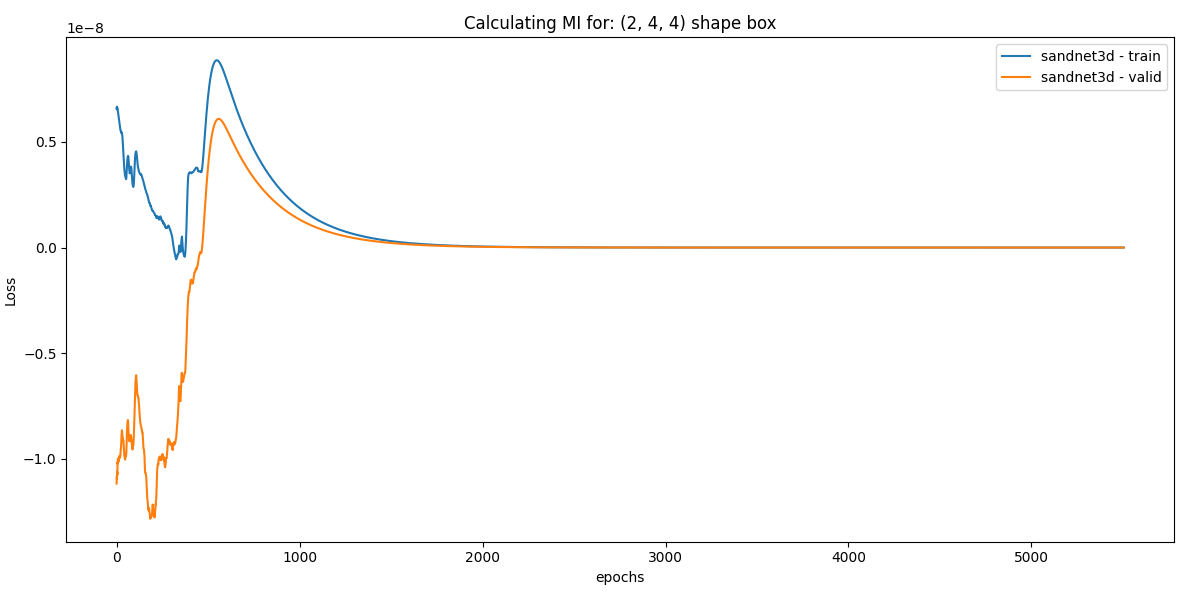 Calculating MI for: (2, 4, 4) shape box
1e−8
sandnet3d - train
sandnet3d - valid
0.5
0.0
−0.5
−1.0
Loss
0 1000 2000 3000 4000 5000
epochs